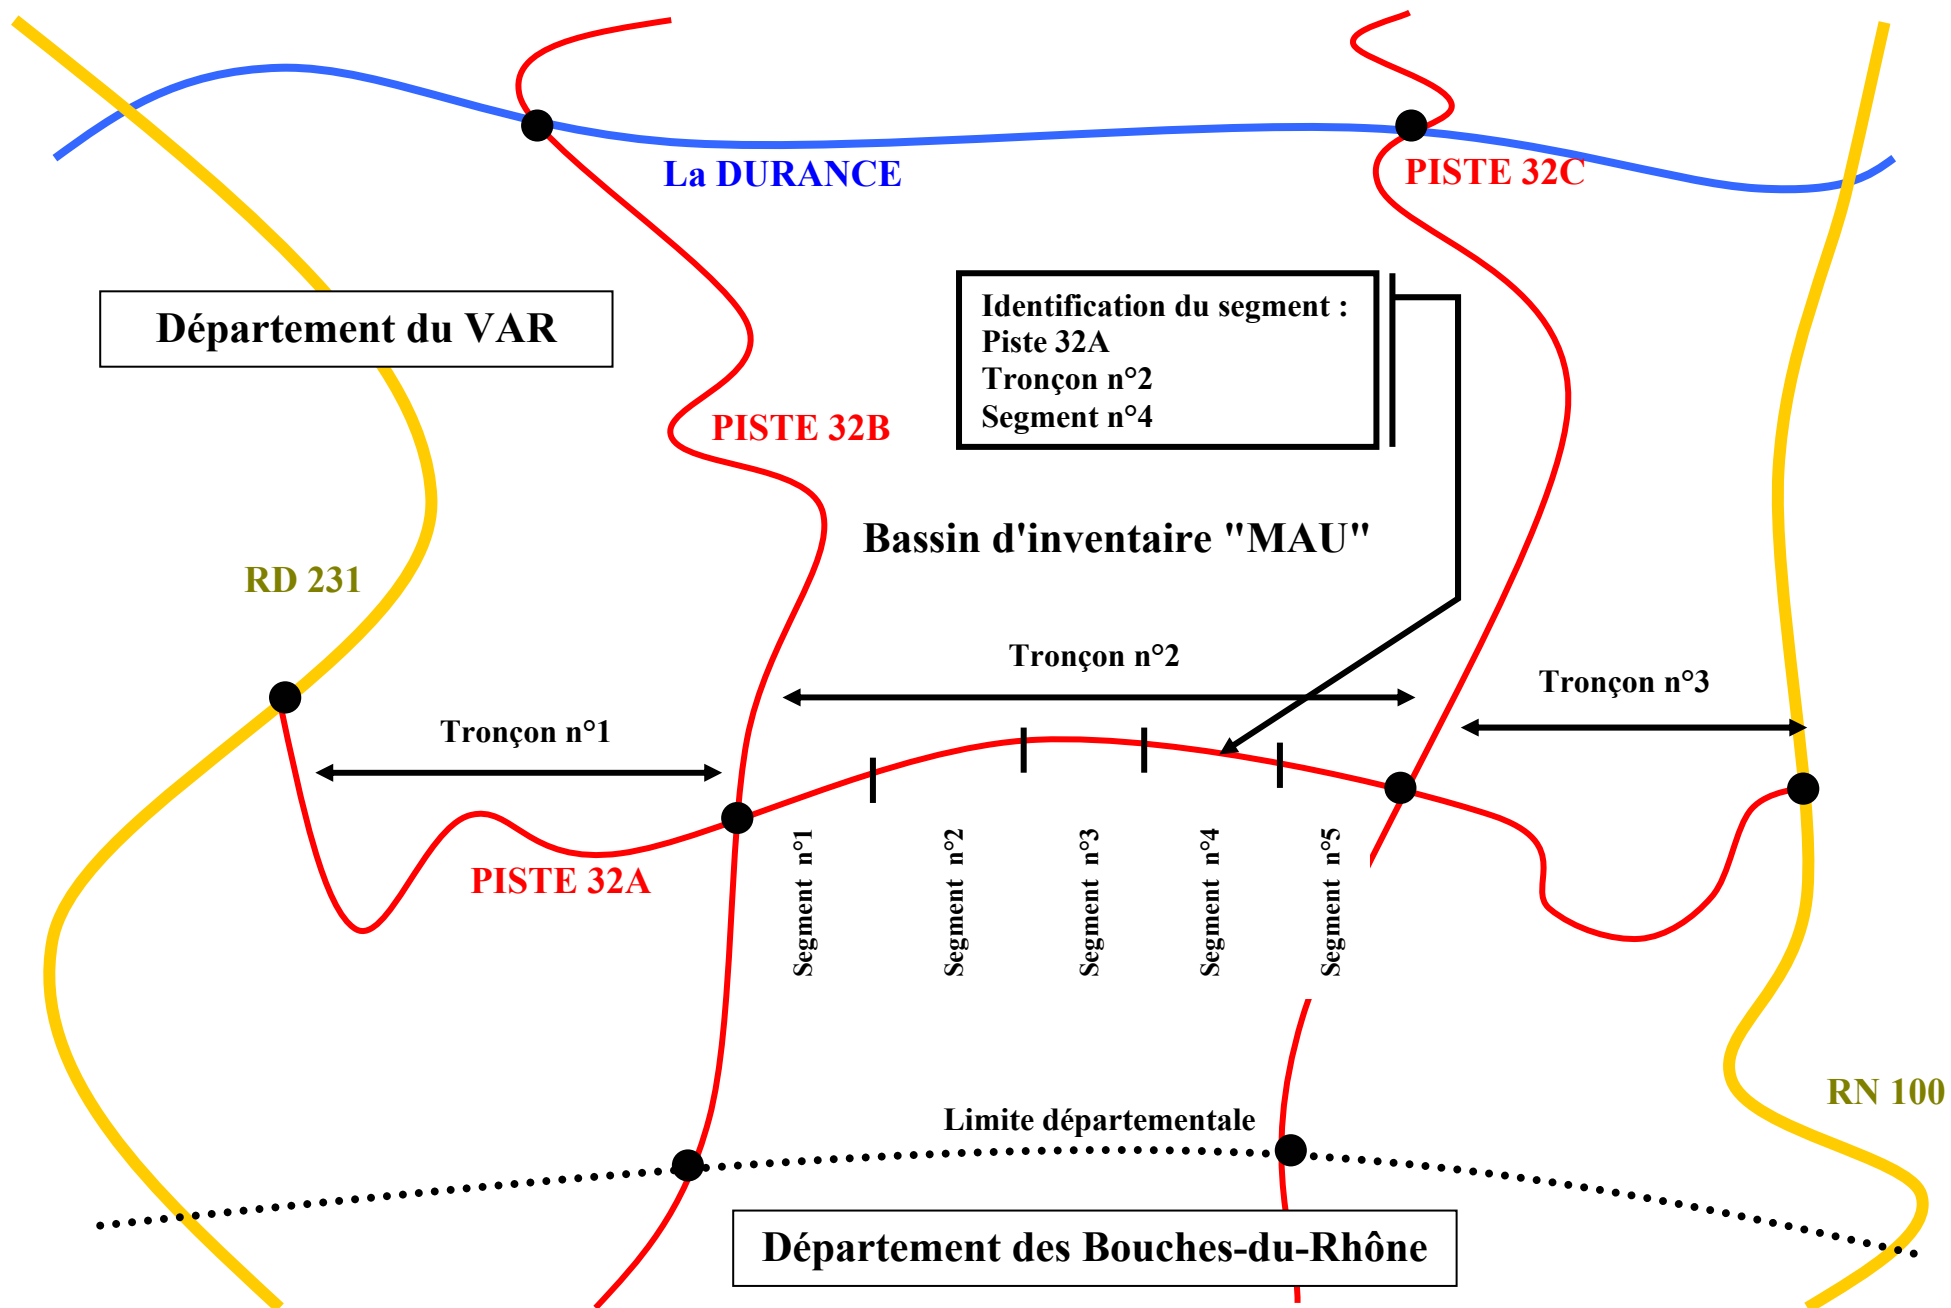 La DURANCE
PISTE 32C
Département du VAR
Identification du segment :
Piste 32A
Tronçon n°2
Segment n°4
PISTE 32B
Bassin d'inventaire "MAU"
RD 231
Tronçon n°2
Tronçon n°3
Tronçon n°1
PISTE 32A
Segment n°1
Segment n°2
Segment n°3
Segment n°4
Segment n°5
RN 100
Limite départementale
Département des Bouches-du-Rhône